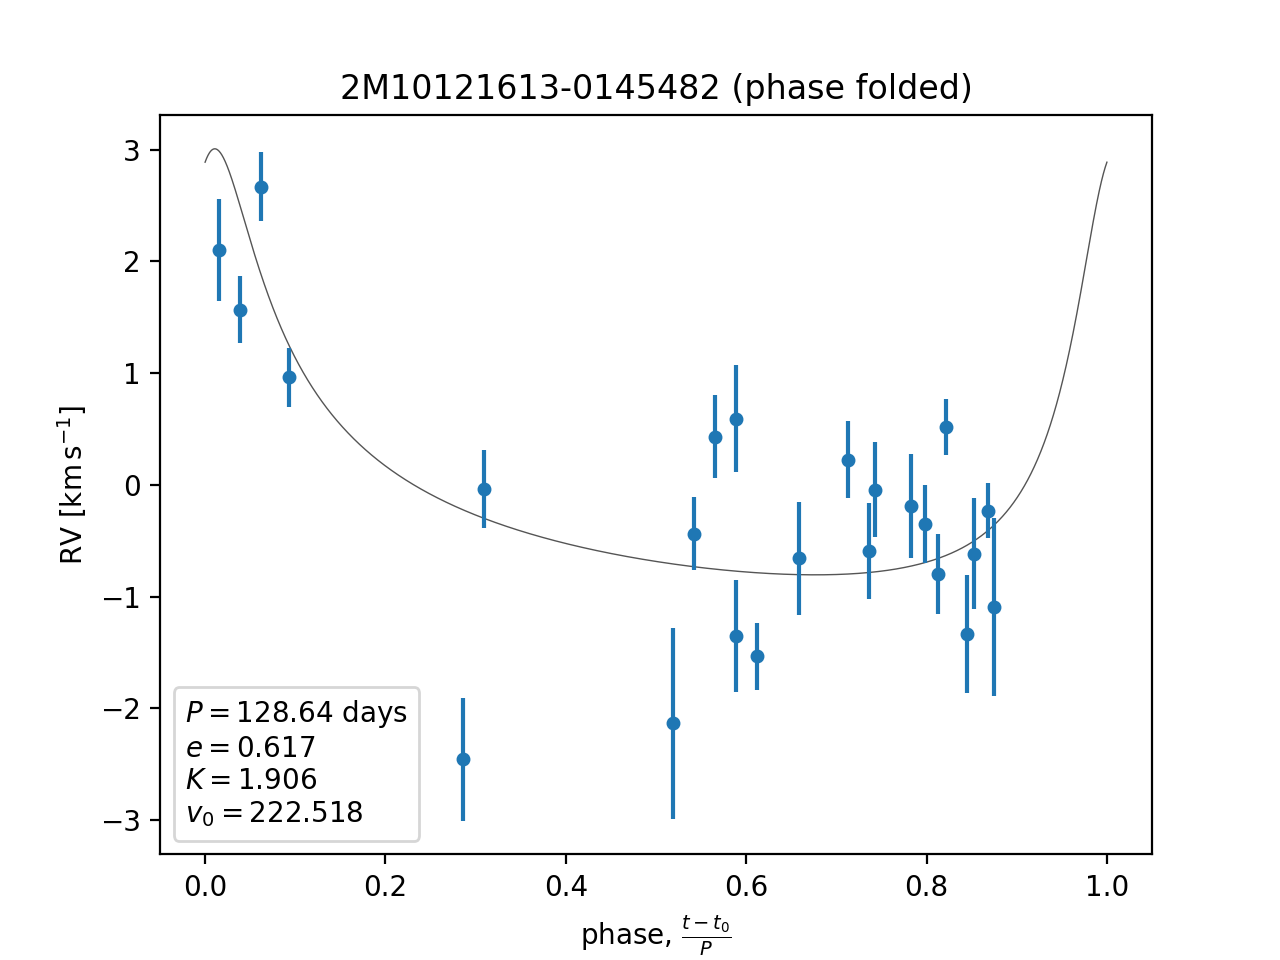 2M10121613-0145482 (phase folded)
3
2
1
0
−1
−2
−3
RV [km s⁻¹]
P = 128.64 days
e = 0.617
K = 1.906
v₀ = 222.518
0.0 0.2 0.4 0.6 0.8 1.0
phase, (t − t₀)/P